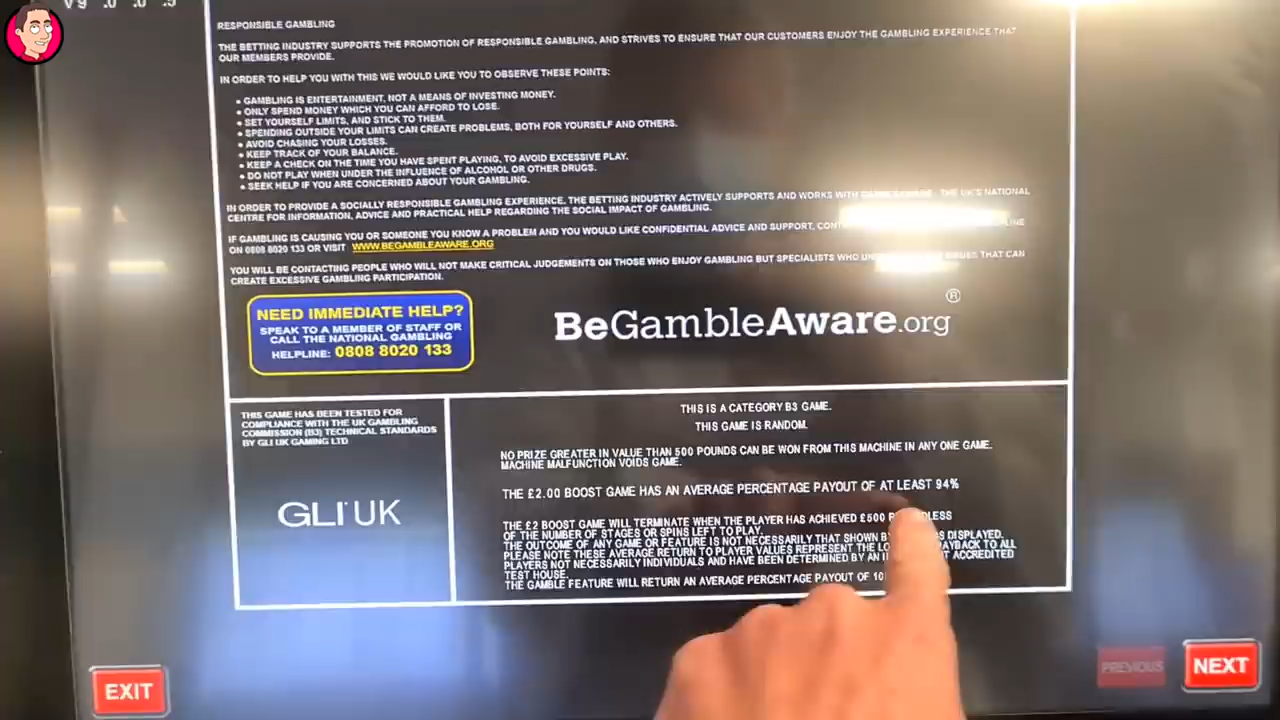 V9 .0 .0 .5
RESPONSIBLE GAMBLING
THE BETTING INDUSTRY SUPPORTS THE PROMOTION OF RESPONSIBLE GAMBLING, AND STRIVES TO ENSURE THAT OUR CUSTOMERS ENJOY THE GAMBLING EXPERIENCE THAT
OUR MEMBERS PROVIDE.
IN ORDER TO HELP YOU WITH THIS WE WOULD LIKE YOU TO OBSERVE THESE POINTS:
• GAMBLING IS ENTERTAINMENT, NOT A MEANS OF INVESTING MONEY.
• ONLY SPEND MONEY WHICH YOU CAN AFFORD TO LOSE.
• SET YOURSELF LIMITS, AND STICK TO THEM.
• SPENDING OUTSIDE YOUR LIMITS CAN CREATE PROBLEMS, BOTH FOR YOURSELF AND OTHERS.
• AVOID CHASING YOUR LOSSES.
• KEEP TRACK OF YOUR BALANCE.
• KEEP A CHECK ON THE TIME YOU HAVE SPENT PLAYING, TO AVOID EXCESSIVE PLAY.
• DO NOT PLAY WHEN UNDER THE INFLUENCE OF ALCOHOL OR OTHER DRUGS.
• SEEK HELP IF YOU ARE CONCERNED ABOUT YOUR GAMBLING.
IN ORDER TO PROVIDE A SOCIALLY RESPONSIBLE GAMBLING EXPERIENCE, THE BETTING INDUSTRY ACTIVELY SUPPORTS AND WORKS WITH THE UK'S NATIONAL
CENTRE FOR INFORMATION, ADVICE AND PRACTICAL HELP REGARDING THE SOCIAL IMPACT OF GAMBLING.
IF GAMBLING IS CAUSING YOU OR SOMEONE YOU KNOW A PROBLEM AND YOU WOULD LIKE CONFIDENTIAL ADVICE AND SUPPORT,
ON 0808 8020 133 OR VISIT WWW.BEGAMBLEAWARE.ORG
YOU WILL BE CONTACTING PEOPLE WHO WILL NOT MAKE CRITICAL JUDGEMENTS ON THOSE WHO ENJOY GAMBLING BUT SPECIALISTS WHO THAT CAN
CREATE EXCESSIVE GAMBLING PARTICIPATION.
NEED IMMEDIATE HELP?
SPEAK TO A MEMBER OF STAFF OR
CALL THE NATIONAL GAMBLING
HELPLINE: 0808 8020 133
BeGambleAware.org®
THIS GAME HAS BEEN TESTED FOR
COMPLIANCE WITH THE UK GAMBLING
COMMISSION (B3) TECHNICAL STANDARDS
BY GLI UK GAMING LTD
GLI UK
THIS IS A CATEGORY B3 GAME.
THIS GAME IS RANDOM.
NO PRIZE GREATER IN VALUE THAN 500 POUNDS CAN BE WON FROM THIS MACHINE IN ANY ONE GAME.
MACHINE MALFUNCTION VOIDS GAME.
THE £2.00 BOOST GAME HAS AN AVERAGE PERCENTAGE PAYOUT OF AT LEAST 94%
THE £2 BOOST GAME WILL TERMINATE WHEN THE PLAYER HAS ACHIEVED £500
OF THE NUMBER OF STAGES OR SPINS LEFT TO PLAY.
THE OUTCOME OF ANY GAME OR FEATURE IS NOT NECESSARILY THAT SHOWN DISPLAYED.
PLEASE NOTE THESE AVERAGE RETURN TO PLAYER VALUES REPRESENT THE PAYBACK TO ALL
PLAYERS NOT NECESSARILY INDIVIDUALS AND HAVE BEEN DETERMINED BY AN ACCREDITED
TEST HOUSE.
THE GAMBLE FEATURE WILL RETURN AN AVERAGE PERCENTAGE PAYOUT OF
EXIT
PREVIOUS
NEXT